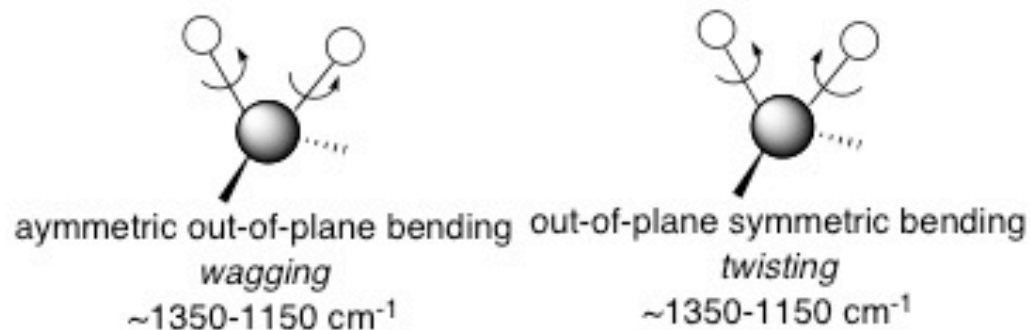 aymmetric out-of-plane bending
wagging
~1350-1150 cm-1
out-of-plane symmetric bending
twisting
~1350-1150 cm-1